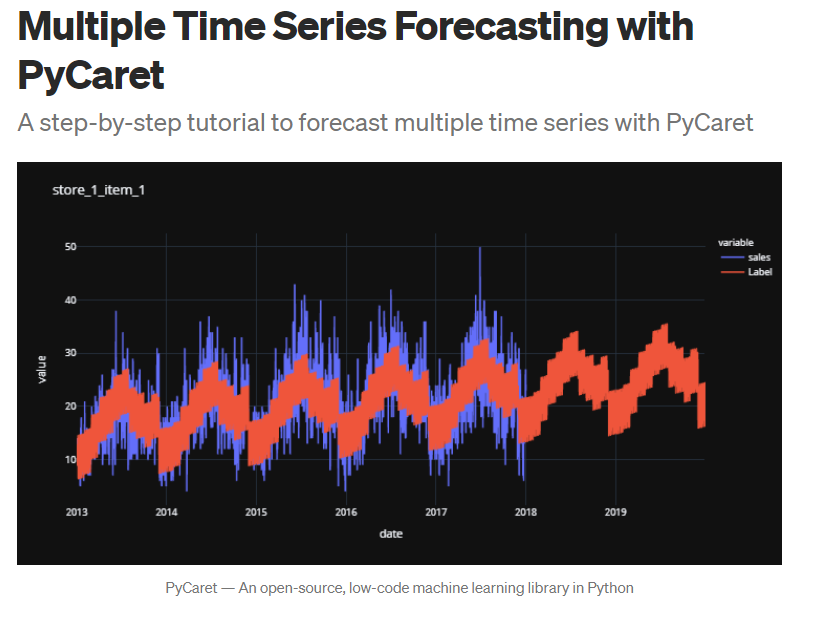 Multiple Time Series Forecasting with
PyCaret
A step-by-step tutorial to forecast multiple time series with PyCaret
store_1_item_1
variable
sales
Label
50
40
30
20
10
value
2013 2014 2015 2016 2017 2018 2019
date
PyCaret — An open-source, low-code machine learning library in Python